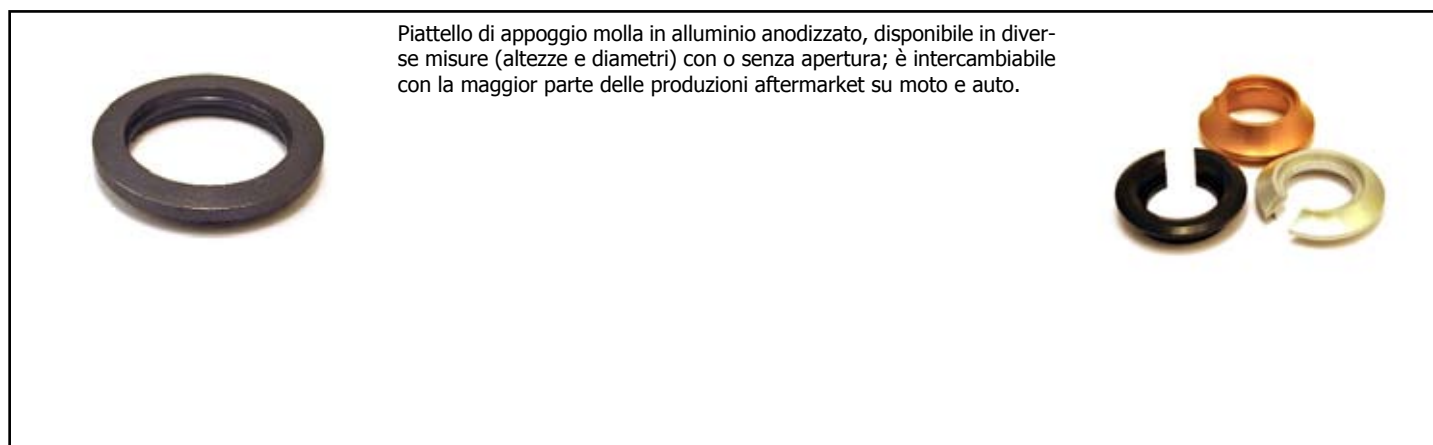 Piattello di appoggio molla in alluminio anodizzato, disponibile in diver-
se misure (altezze e diametri) con o senza apertura; è intercambiabile
con la maggior parte delle produzioni aftermarket su moto e auto.